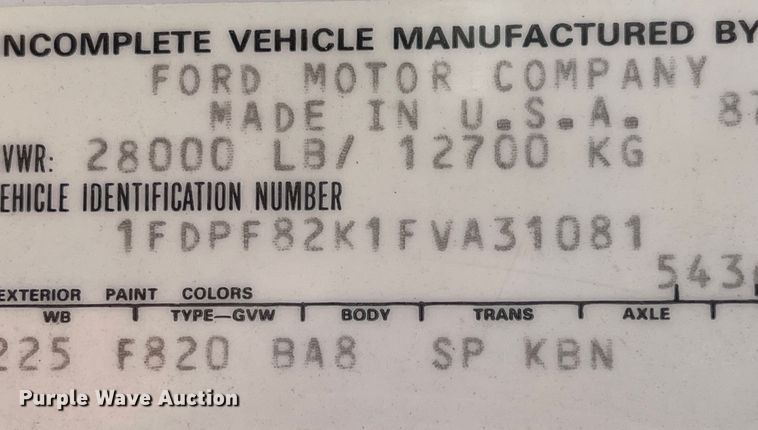 NCOMPLETE VEHICLE MANUFACTURED BY
FORD MOTOR COMPANY
MADE IN U.S.A. 87
VWR: 28000 LB/ 12700 KG
EHICLE IDENTIFICATION NUMBER
1FDPF82K1FVA31081
543
EXTERIOR PAINT COLORS
WB TYPE—GVW BODY TRANS AXLE
225 F820 BA8 SP KBN
Purple Wave Auction